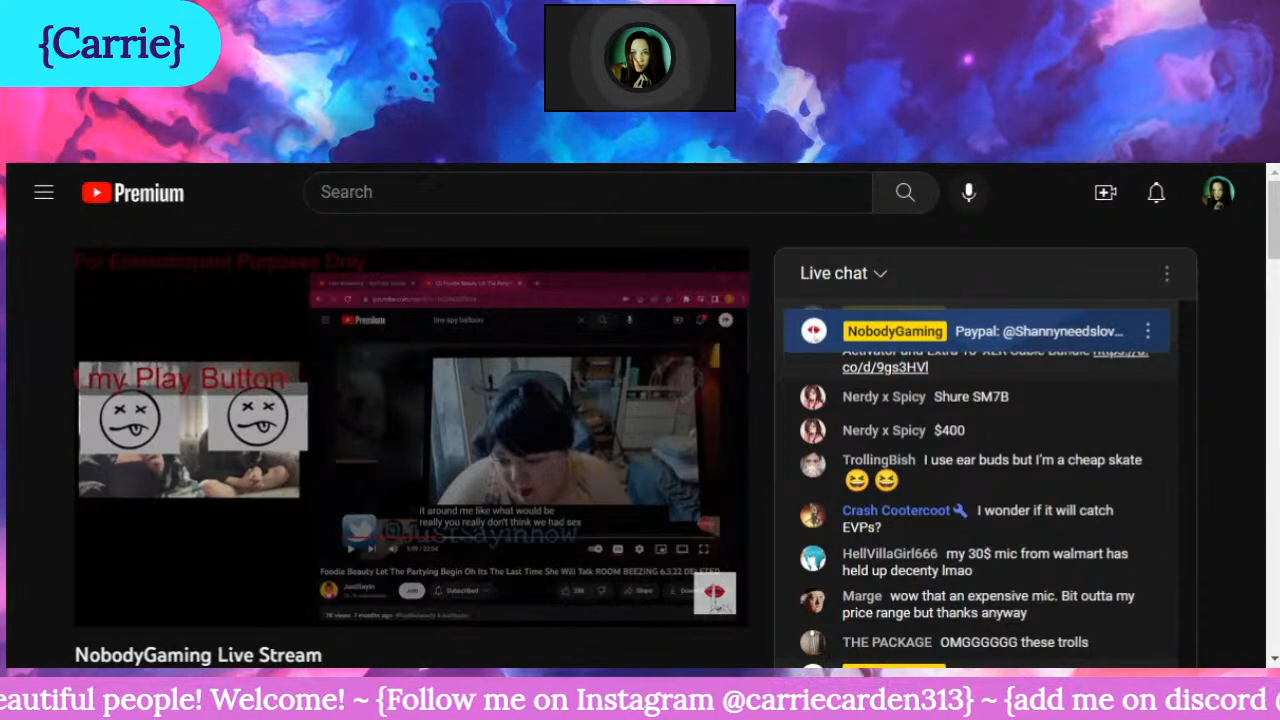 {Carrie}
Premium
Search
For Entertainment Purposes Only
Premium
tire spy balloon
t my Play Button
it around me like what would be
really you really don't think we had sex
@JustSayinnow
Foodie Beauty Let The Partying Begin Oh Its The Last Time She Will Talk ROOM BEEZING 6.3.22 DELETED
JustSayin
Subscribed
Share
NobodyGaming Live Stream
Live chat
NobodyGaming Paypal: @Shannyneedslov...
co/d/9gs3HVl
Nerdy x Spicy Shure SM7B
Nerdy x Spicy $400
TrollingBish I use ear buds but I'm a cheap skate
😆 😆
Crash Cootercoot I wonder if it will catch
EVPs?
HellVillaGirl666 my 30$ mic from walmart has
held up decenty lmao
Marge wow that an expensive mic. Bit outta my
price range but thanks anyway
THE PACKAGE OMGGGGGG these trolls
eautiful people! Welcome! ~ {Follow me on Instagram @carriecarden313} ~ {add me on discord